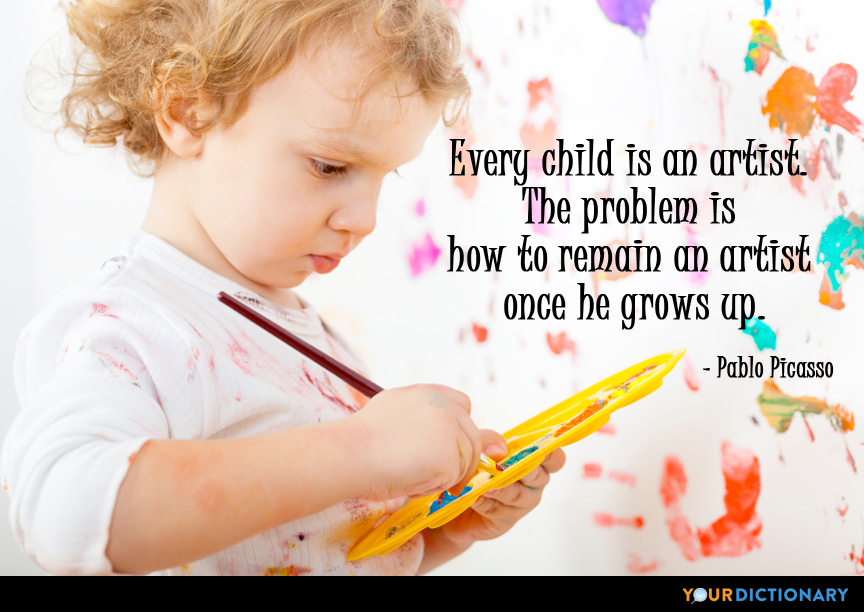 Every child is an artist.
The problem is
how to remain an artist
once he grows up.
- Pablo Picasso
YOURDICTIONARY